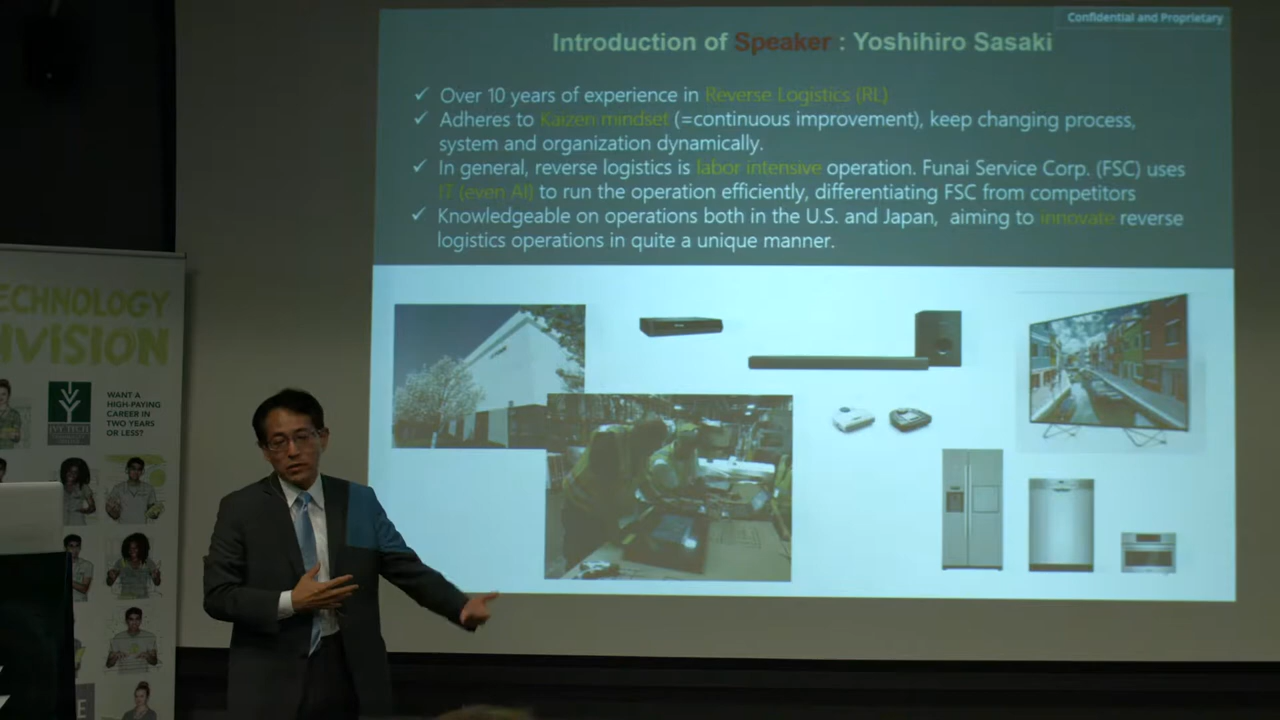 Confidential and Proprietary
Introduction of Speaker : Yoshihiro Sasaki
✓ Over 10 years of experience in Reverse Logistics (RL)
✓ Adheres to Kaizen mindset (=continuous improvement), keep changing process,
system and organization dynamically.
✓ In general, reverse logistics is labor intensive operation. Funai Service Corp. (FSC) uses
IT (even AI) to run the operation efficiently, differentiating FSC from competitors
✓ Knowledgeable on operations both in the U.S. and Japan, aiming to innovate reverse
logistics operations in quite a unique manner.
ECHNOLOGY
IVISION
WANT A
HIGH-PAYING
CAREER IN
TWO YEARS
OR LESS?